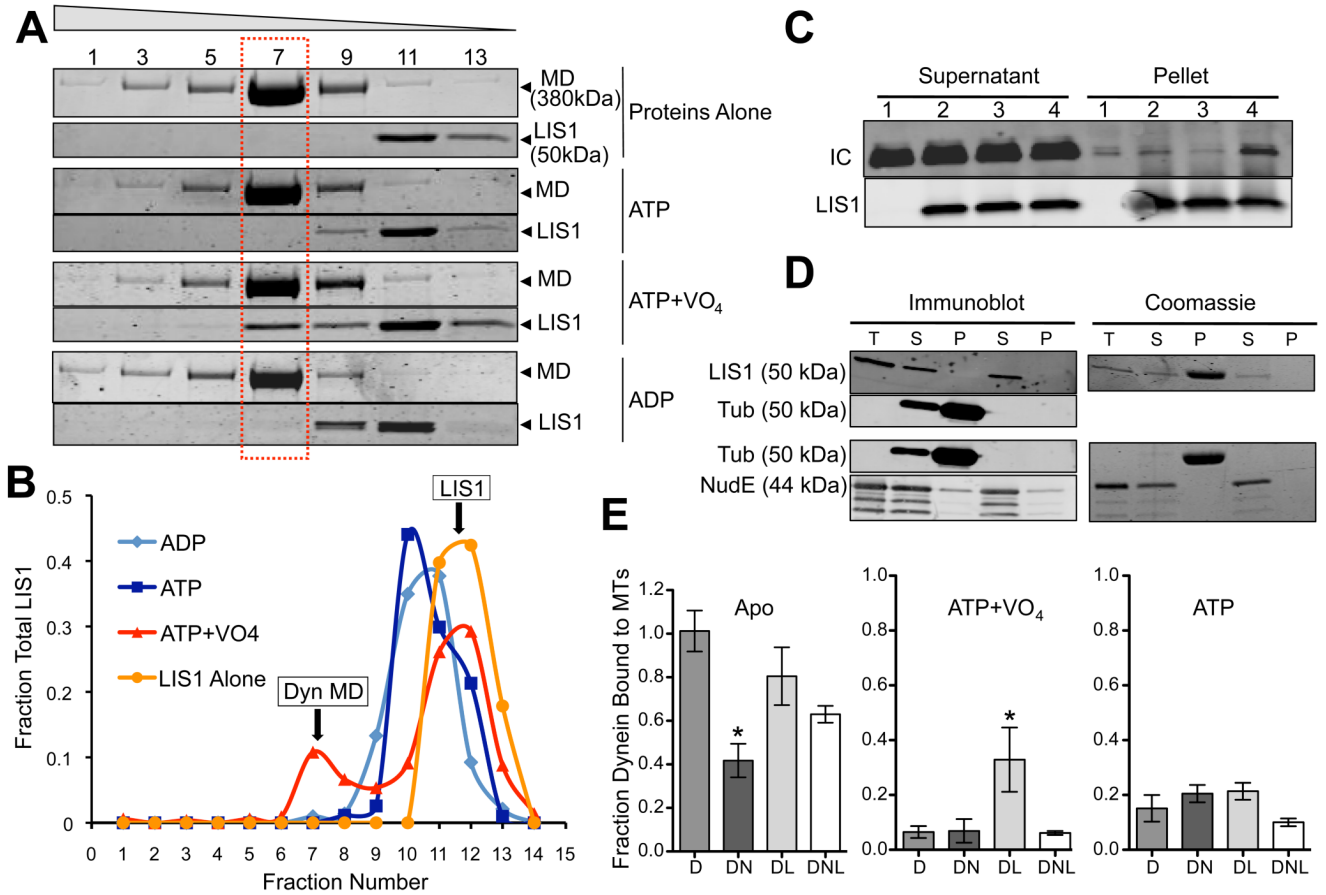 A
1 3 5 7 9 11 13
MD
(380kDa)
LIS1
(50kDa)
Proteins Alone
MD
LIS1
ATP
MD
LIS1
ATP+VO4
MD
LIS1
ADP
B
Fraction Total LIS1
0.5
0.4
0.3
0.2
0.1
0
ADP
ATP
ATP+VO4
LIS1 Alone
Dyn MD
LIS1
0 1 2 3 4 5 6 7 8 9 10 11 12 13 14 15
Fraction Number
C
Supernatant Pellet
1 2 3 4 1 2 3 4
IC
LIS1
D
Immunoblot Coomassie
T S P S P T S P S P
LIS1 (50 kDa)
Tub (50 kDa)
Tub (50 kDa)
NudE (44 kDa)
E
Fraction Dynein Bound to MTs
Apo
1.2
1.0
0.8
0.6
0.4
0.2
0.0
*
D DN DL DNL
ATP+VO4
1.0
0.8
0.6
0.4
0.2
0.0
*
D DN DL DNL
ATP
1.0
0.8
0.6
0.4
0.2
0.0
D DN DL DNL